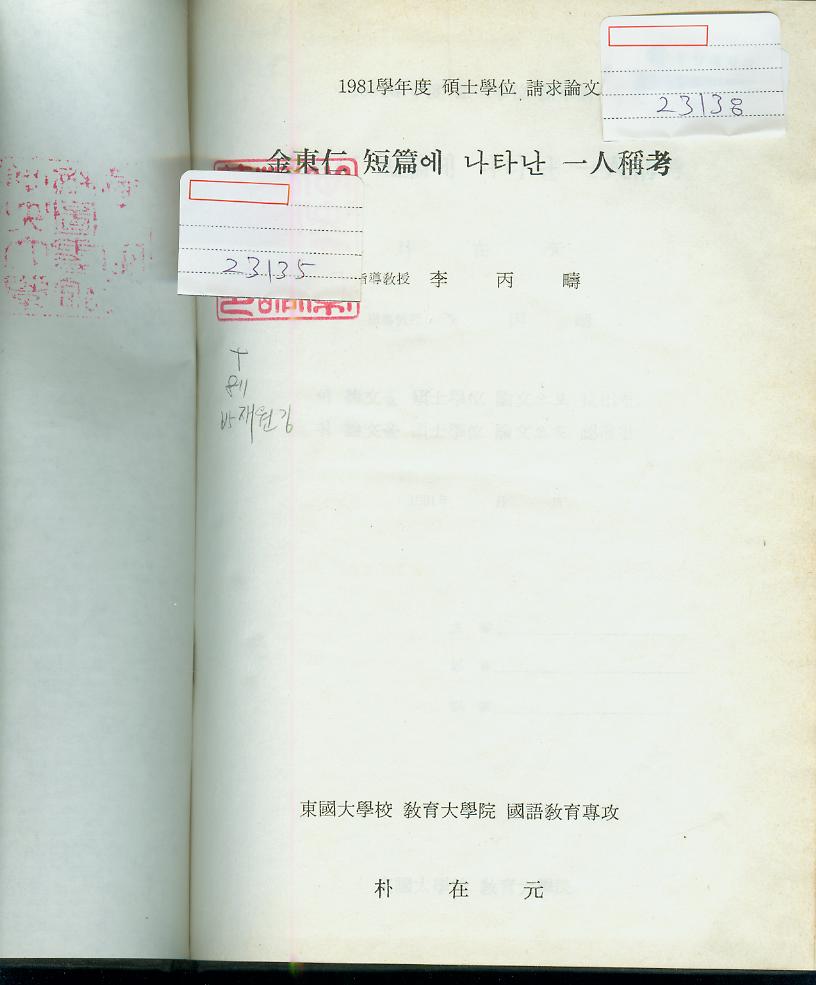 1981學年度 碩士學位 請求論文
23138
金東仁 短篇에 나타난 一人稱考
23135
指導敎授 李 丙 疇
811
박재원김
東國大學校 敎育大學院 國語敎育專攻
朴 在 元